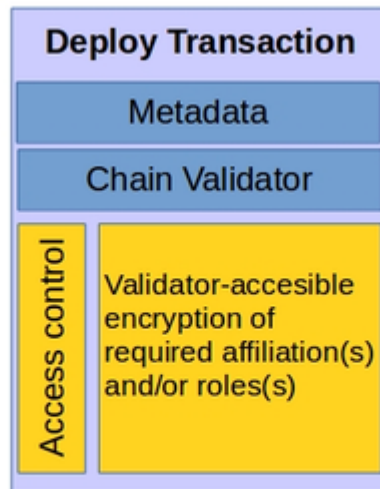 Deploy Transaction
Metadata
Chain Validator
Access control
Validator-accesible
encryption of
required affiliation(s)
and/or roles(s)